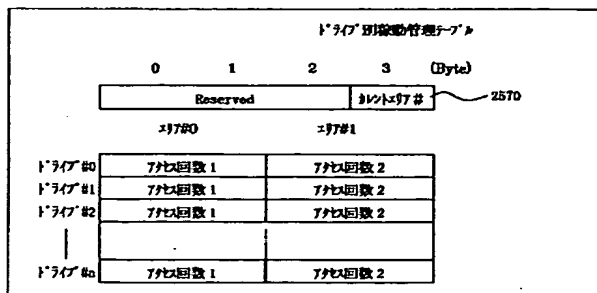 ドライブ別稼動管理テーブル
0 1 2 3 (Byte)
Reserved カレントエリア# 2570
エリア#0 エリア#1
ドライブ#0 アクセス回数1 アクセス回数2
ドライブ#1 アクセス回数1 アクセス回数2
ドライブ#2 アクセス回数1 アクセス回数2
ドライブ#n アクセス回数1 アクセス回数2